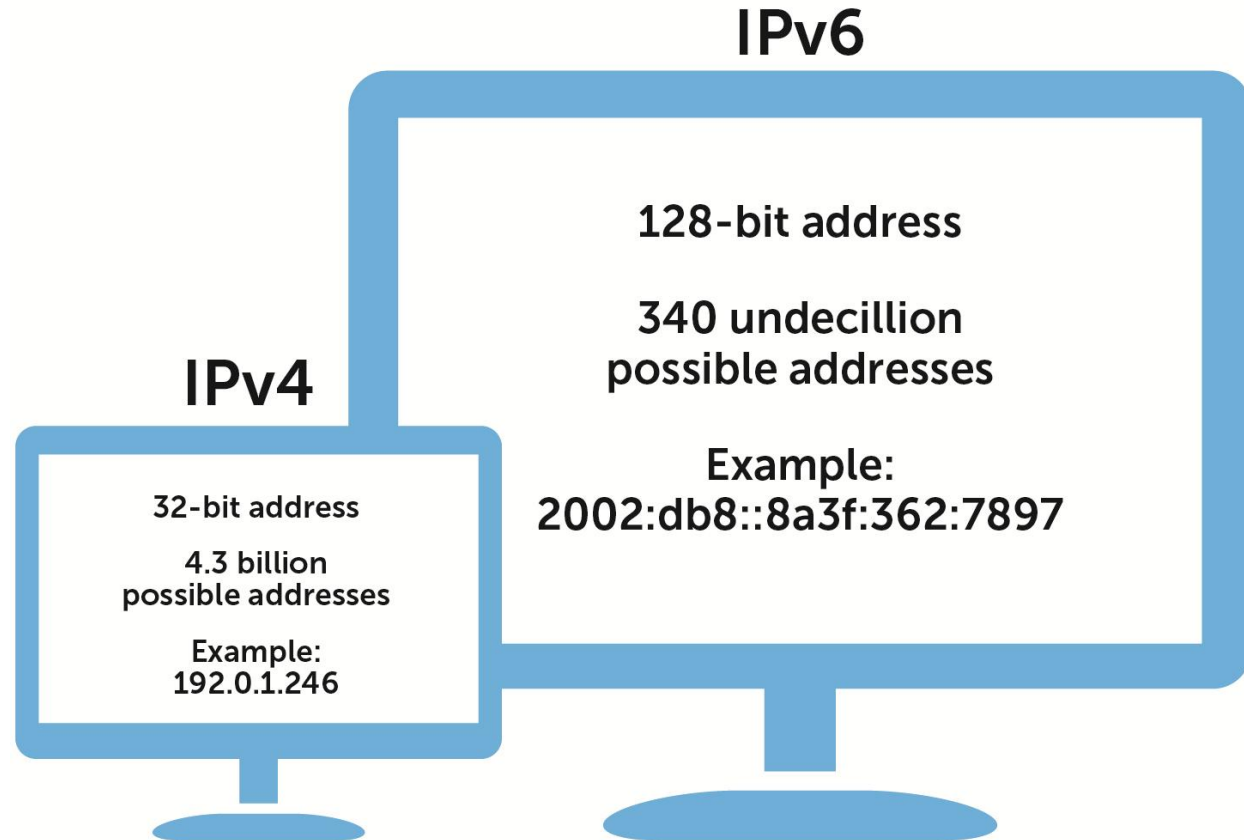 IPv6
128-bit address
340 undecillion
possible addresses
Example:
2002:db8::8a3f:362:7897
IPv4
32-bit address
4.3 billion
possible addresses
Example:
192.0.1.246